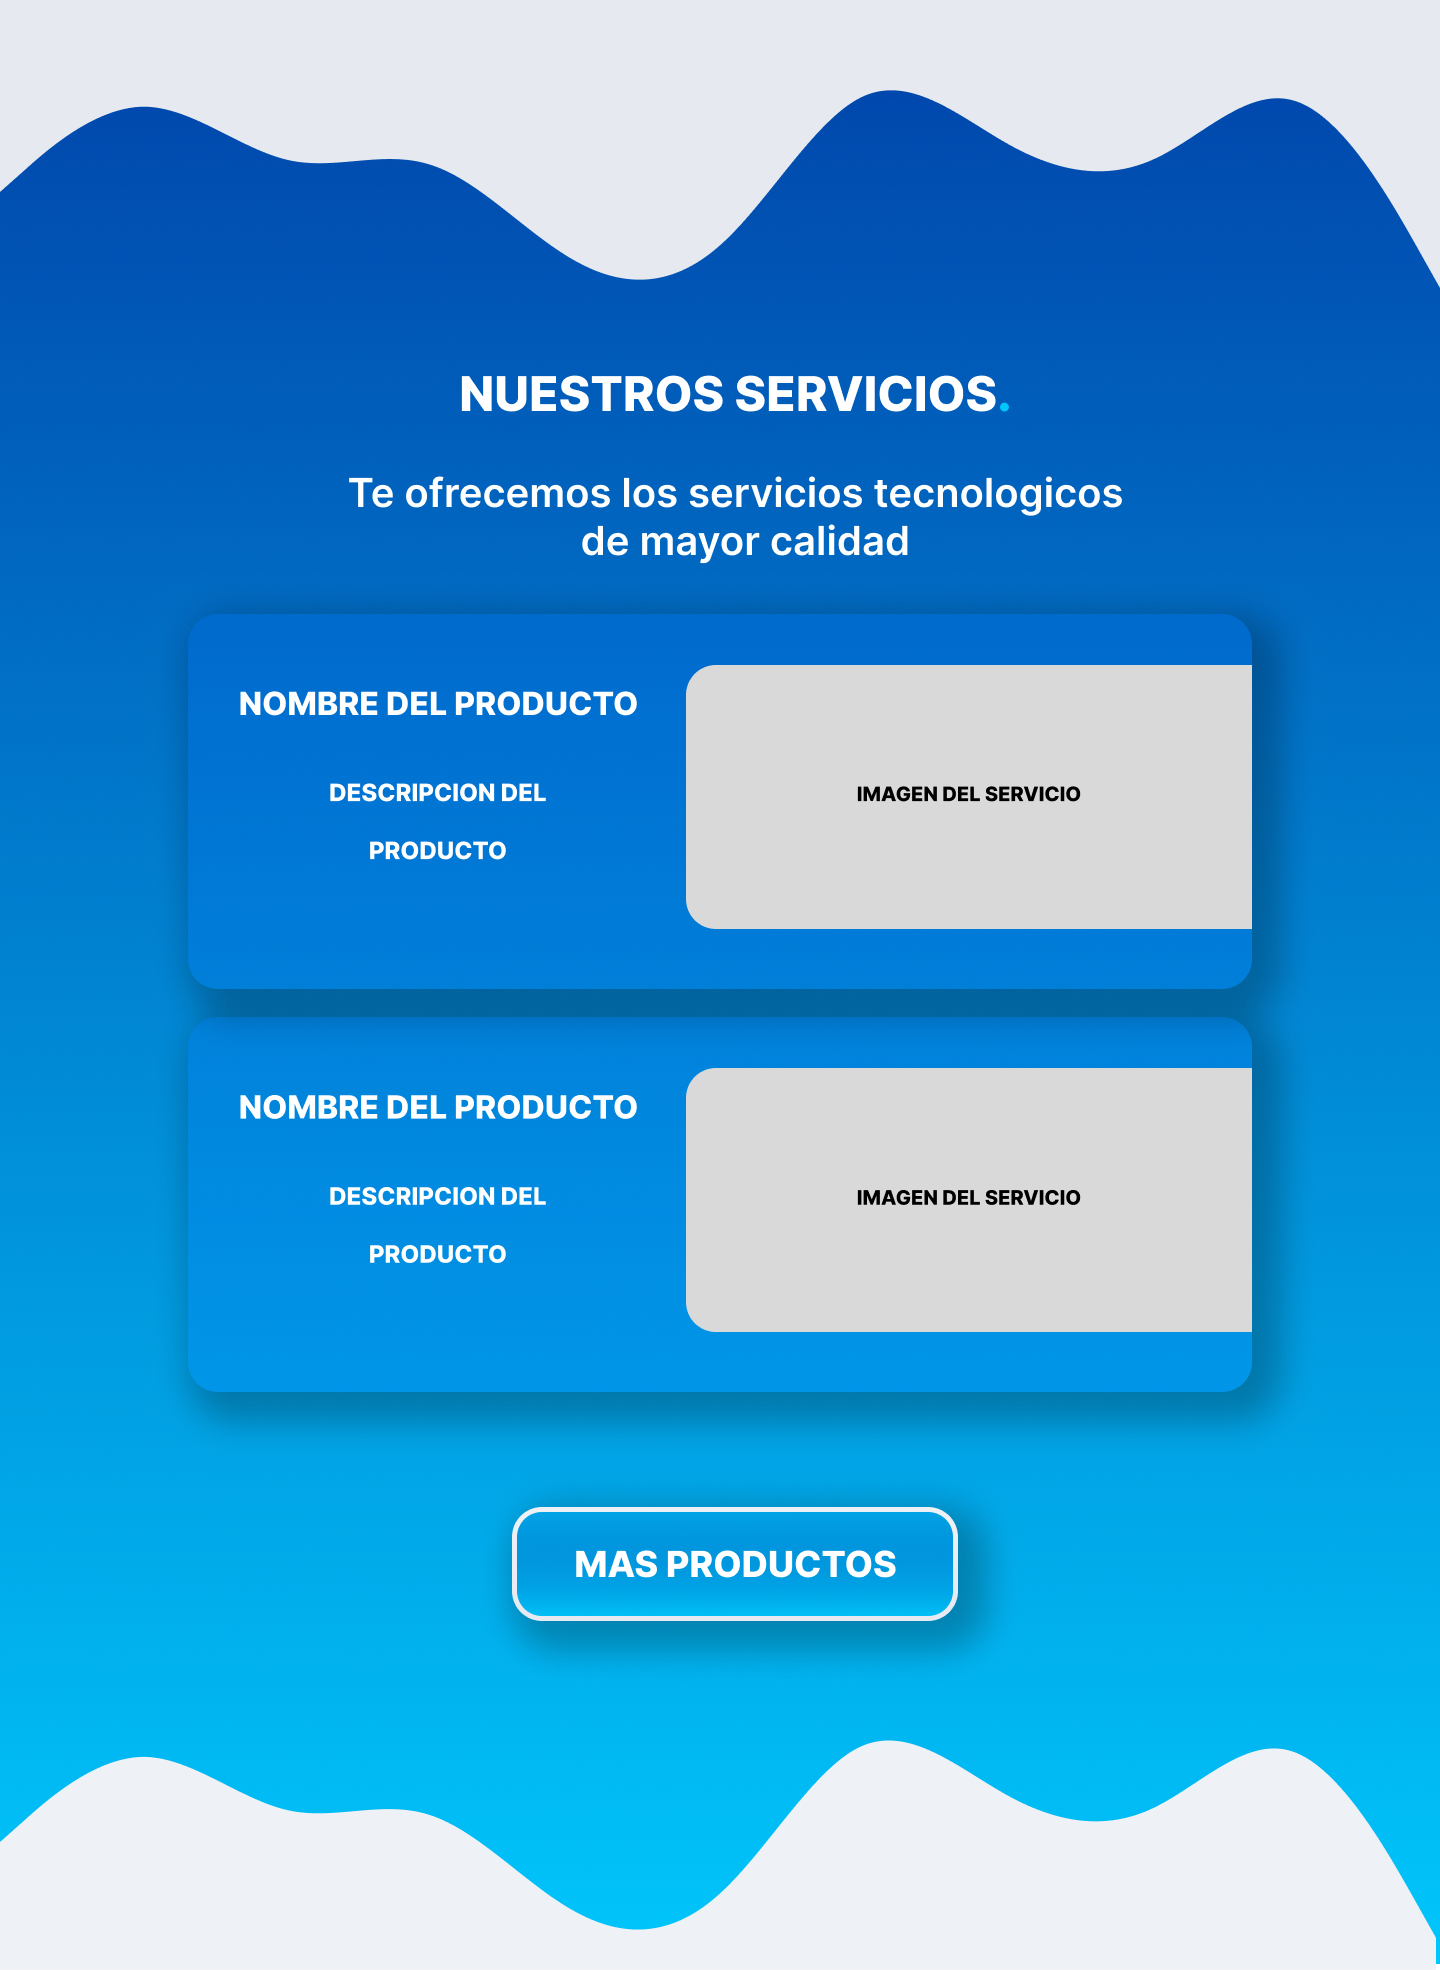 NUESTROS SERVICIOS.
Te ofrecemos los servicios tecnologicos
de mayor calidad
NOMBRE DEL PRODUCTO
DESCRIPCION DEL
PRODUCTO
IMAGEN DEL SERVICIO
NOMBRE DEL PRODUCTO
DESCRIPCION DEL
PRODUCTO
IMAGEN DEL SERVICIO
MAS PRODUCTOS